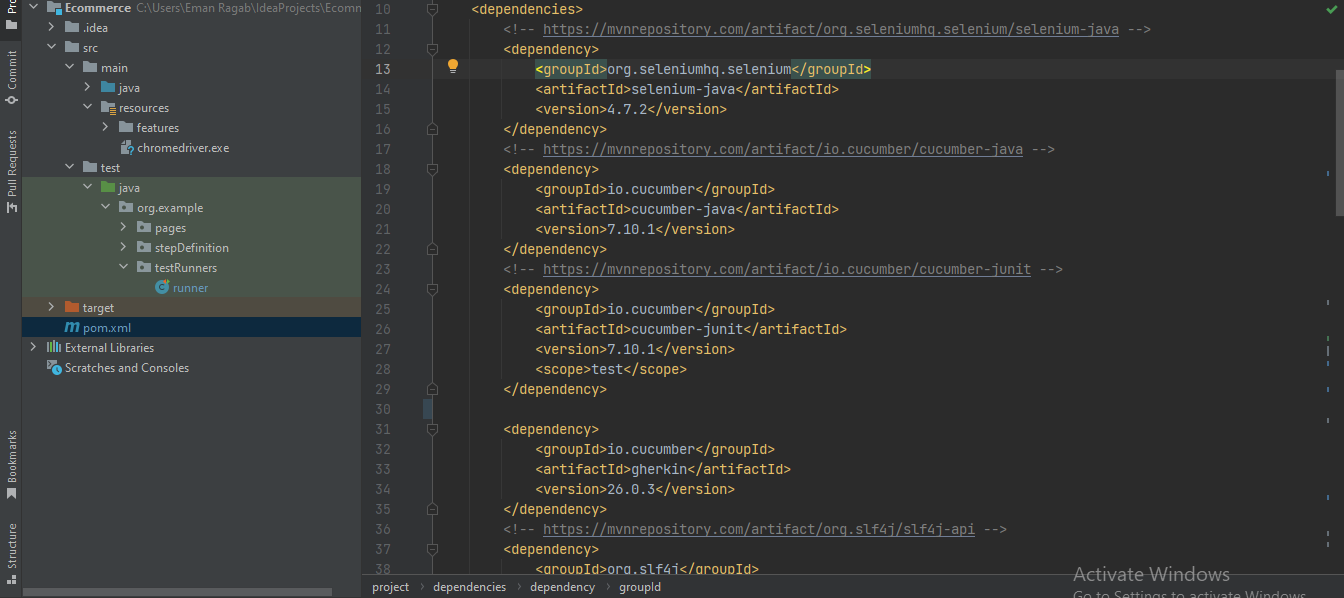 Ecommerce C:\Users\Eman Ragab\IdeaProjects\Ecomm
.idea
src
main
java
resources
features
chromedriver.exe
test
java
org.example
pages
stepDefinition
testRunners
runner
target
pom.xml
External Libraries
Scratches and Consoles
Commit
Pull Requests
Bookmarks
Structure
10 <dependencies>
11 <!-- https://mvnrepository.com/artifact/org.seleniumhq.selenium/selenium-java -->
12 <dependency>
13 <groupId>org.seleniumhq.selenium</groupId>
14 <artifactId>selenium-java</artifactId>
15 <version>4.7.2</version>
16 </dependency>
17 <!-- https://mvnrepository.com/artifact/io.cucumber/cucumber-java -->
18 <dependency>
19 <groupId>io.cucumber</groupId>
20 <artifactId>cucumber-java</artifactId>
21 <version>7.10.1</version>
22 </dependency>
23 <!-- https://mvnrepository.com/artifact/io.cucumber/cucumber-junit -->
24 <dependency>
25 <groupId>io.cucumber</groupId>
26 <artifactId>cucumber-junit</artifactId>
27 <version>7.10.1</version>
28 <scope>test</scope>
29 </dependency>
30
31 <dependency>
32 <groupId>io.cucumber</groupId>
33 <artifactId>gherkin</artifactId>
34 <version>26.0.3</version>
35 </dependency>
36 <!-- https://mvnrepository.com/artifact/org.slf4j/slf4j-api -->
37 <dependency>
38 <groupId>org.slf4j</groupId>
project › dependencies › dependency › groupId
Activate Windows
Go to Settings to activate Windows.